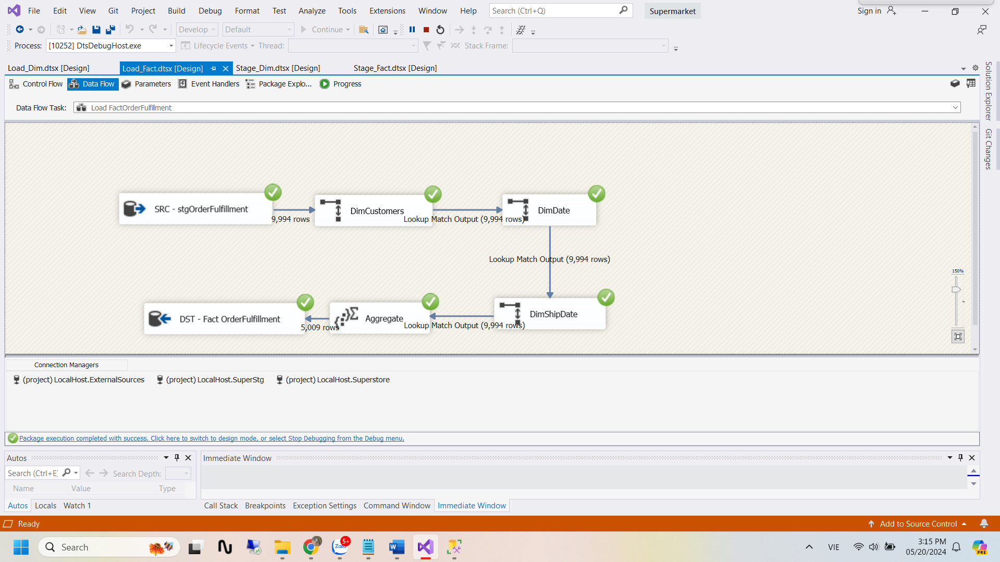 File Edit View Git Project Build Debug Format Test Analyze Tools Extensions Window Help Search (Ctrl+Q) Supermarket Sign in
Develop Default Continue
Process: [10252] DtsDebugHost.exe Lifecycle Events Thread: Stack Frame:
Load_Dim.dtsx [Design] Load_Fact.dtsx [Design] Stage_Dim.dtsx [Design] Stage_Fact.dtsx [Design]
Control Flow Data Flow Parameters Event Handlers Package Explo... Progress
Solution Explorer
Git Changes
Data Flow Task: Load FactOrderFulfillment
SRC - stgOrderFulfillment
DimCustomers
DimDate
9,994 rows
Lookup Match Output (9,994 rows)
Lookup Match Output (9,994 rows)
150%
DST - Fact OrderFulfillment
Aggregate
DimShipDate
5,009 rows
Lookup Match Output (9,994 rows)
Connection Managers
(project) LocalHost.ExternalSources (project) LocalHost.SuperStg (project) LocalHost.Superstore
Package execution completed with success. Click here to switch to design mode, or select Stop Debugging from the Debug menu.
Autos
Immediate Window
Search (Ctrl+E) Search Depth:
Name Value Type
Autos Locals Watch 1
Call Stack Breakpoints Exception Settings Command Window Immediate Window
Ready
Add to Source Control
Search
Zalo
5+
W
VIE
3:15 PM
05/20/2024
PRE